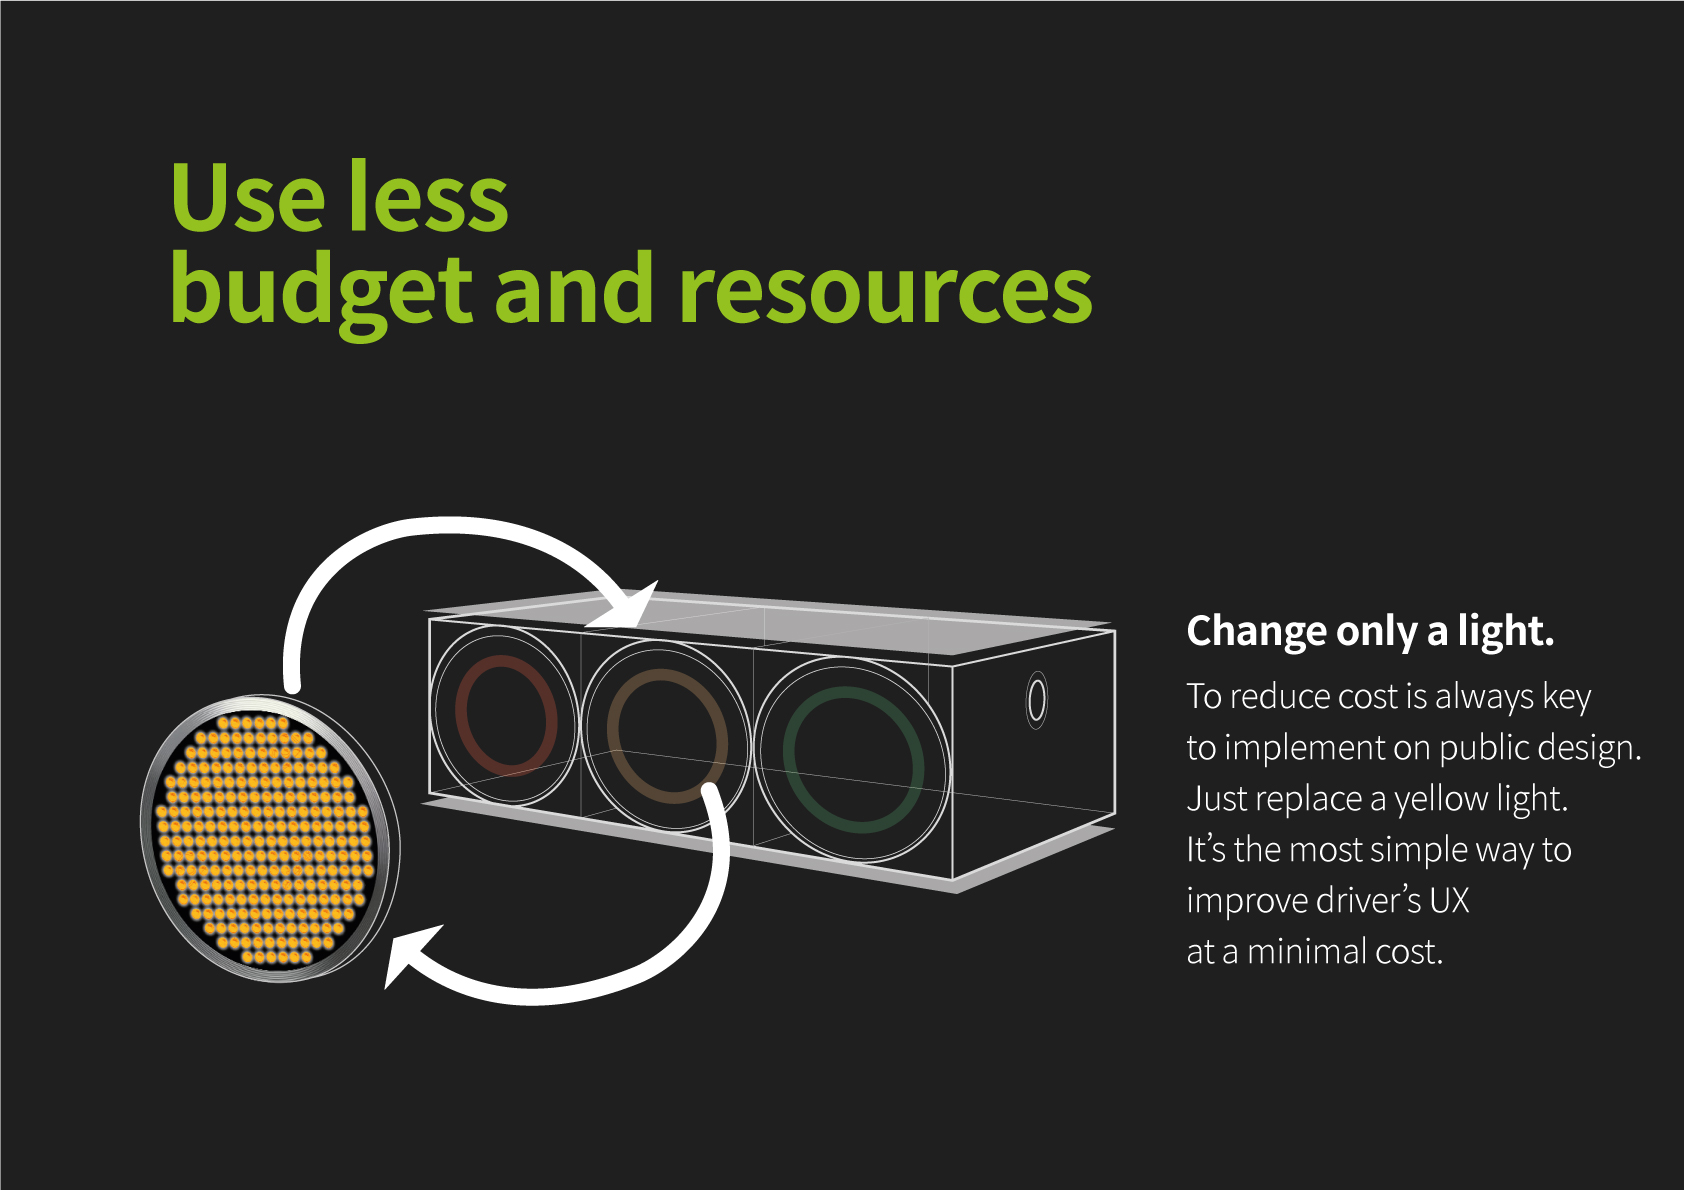 Use less
budget and resources
Change only a light.
To reduce cost is always key
to implement on public design.
Just replace a yellow light.
It’s the most simple way to
improve driver’s UX
at a minimal cost.